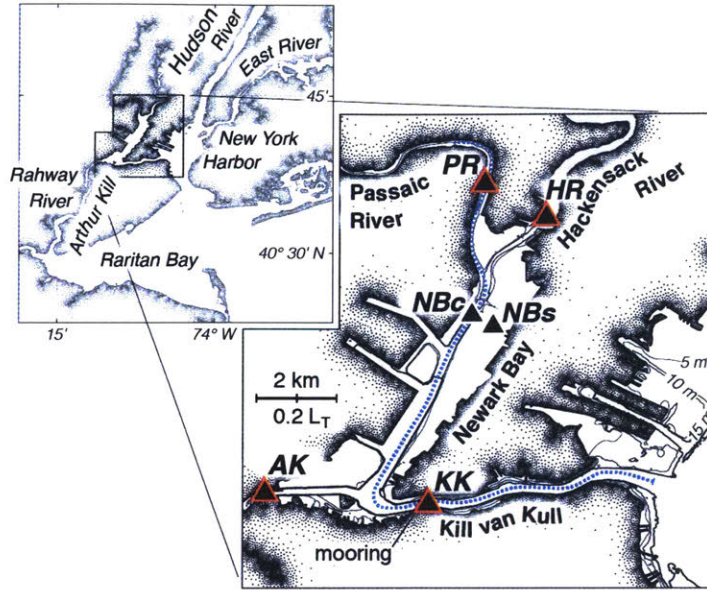 Hudson
River
East River
45'
New York
Harbor
Rahway
River
Arthur Kill
40° 30' N
Raritan Bay
15'
74° W
PR
HR
Passaic
River
Hackensack
River
NBc
NBs
Newark Bay
5 m
10 m
15 m
2 km
0.2 LT
AK
KK
Kill van Kull
mooring